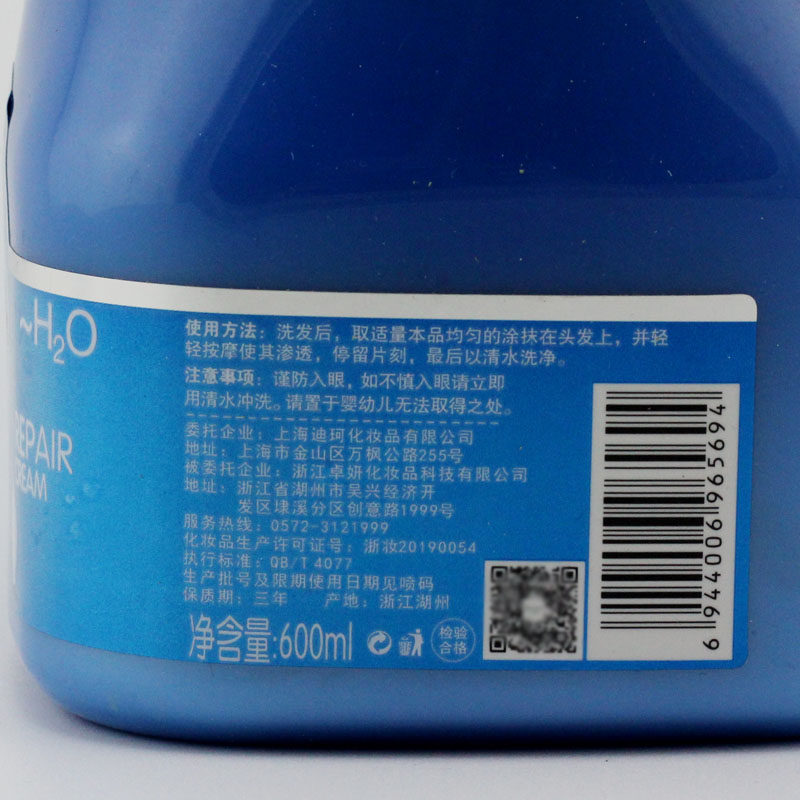 ~H₂O
REPAIR
CREAM
使用方法：洗发后，取适量本品均匀的涂抹在头发上，并轻
轻按摩使其渗透，停留片刻，最后以清水洗净。
注意事项：谨防入眼，如不慎入眼请立即
用清水冲洗。请置于婴幼儿无法取得之处。
委托企业：上海迪珂化妆品有限公司
地址：上海市金山区万枫公路255号
被委托企业：浙江卓妍化妆品科技有限公司
地址：浙江省湖州市吴兴经济开
发区埭溪分区创意路1999号
服务热线：0572-3121999
化妆品生产许可证号：浙妆20190054
执行标准：QB/T 4077
生产批号及限期使用日期见喷码
保质期：三年 产地：浙江湖州
净含量:600ml
检验
合格
6 944006 965694